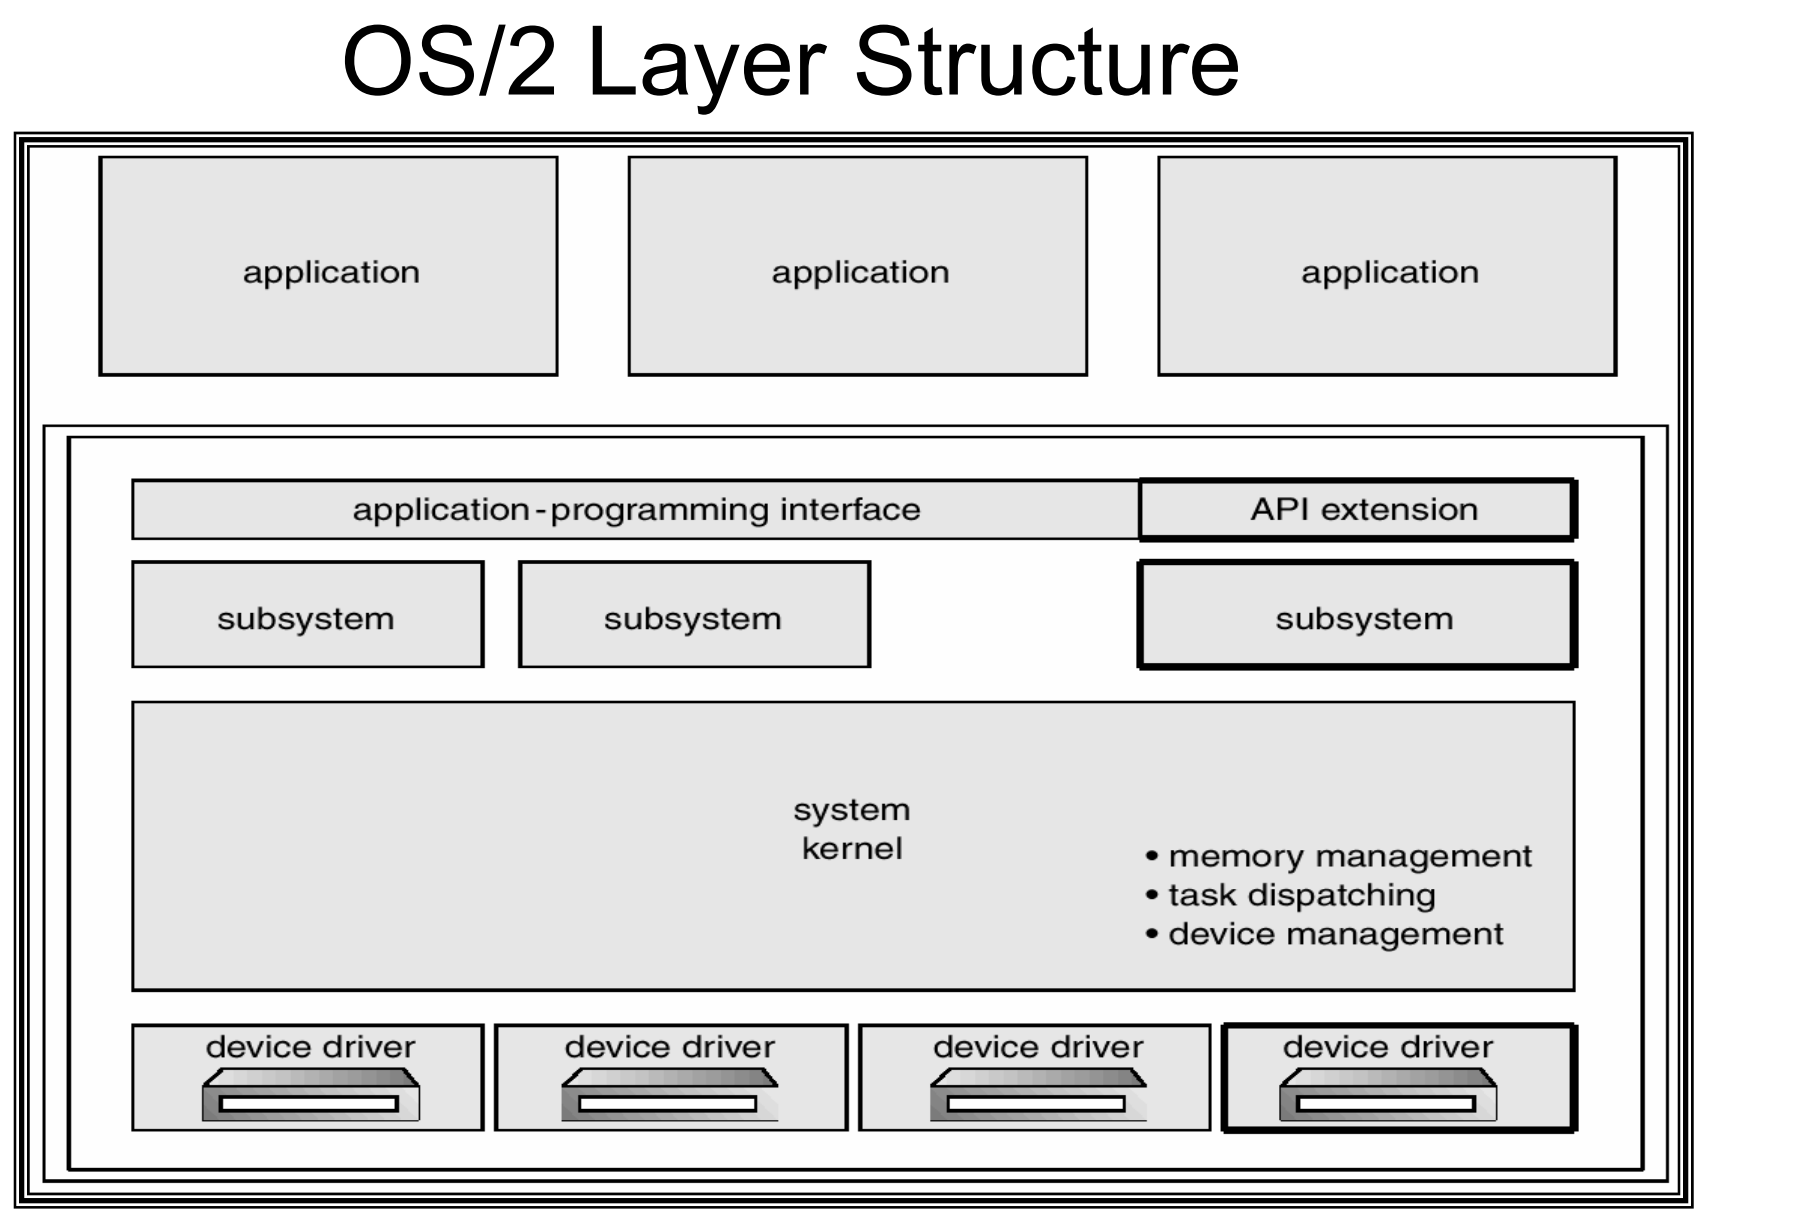 OS/2 Layer Structure
application
application
application
application-programming interface
API extension
subsystem
subsystem
subsystem
system
kernel
• memory management
• task dispatching
• device management
device driver
device driver
device driver
device driver